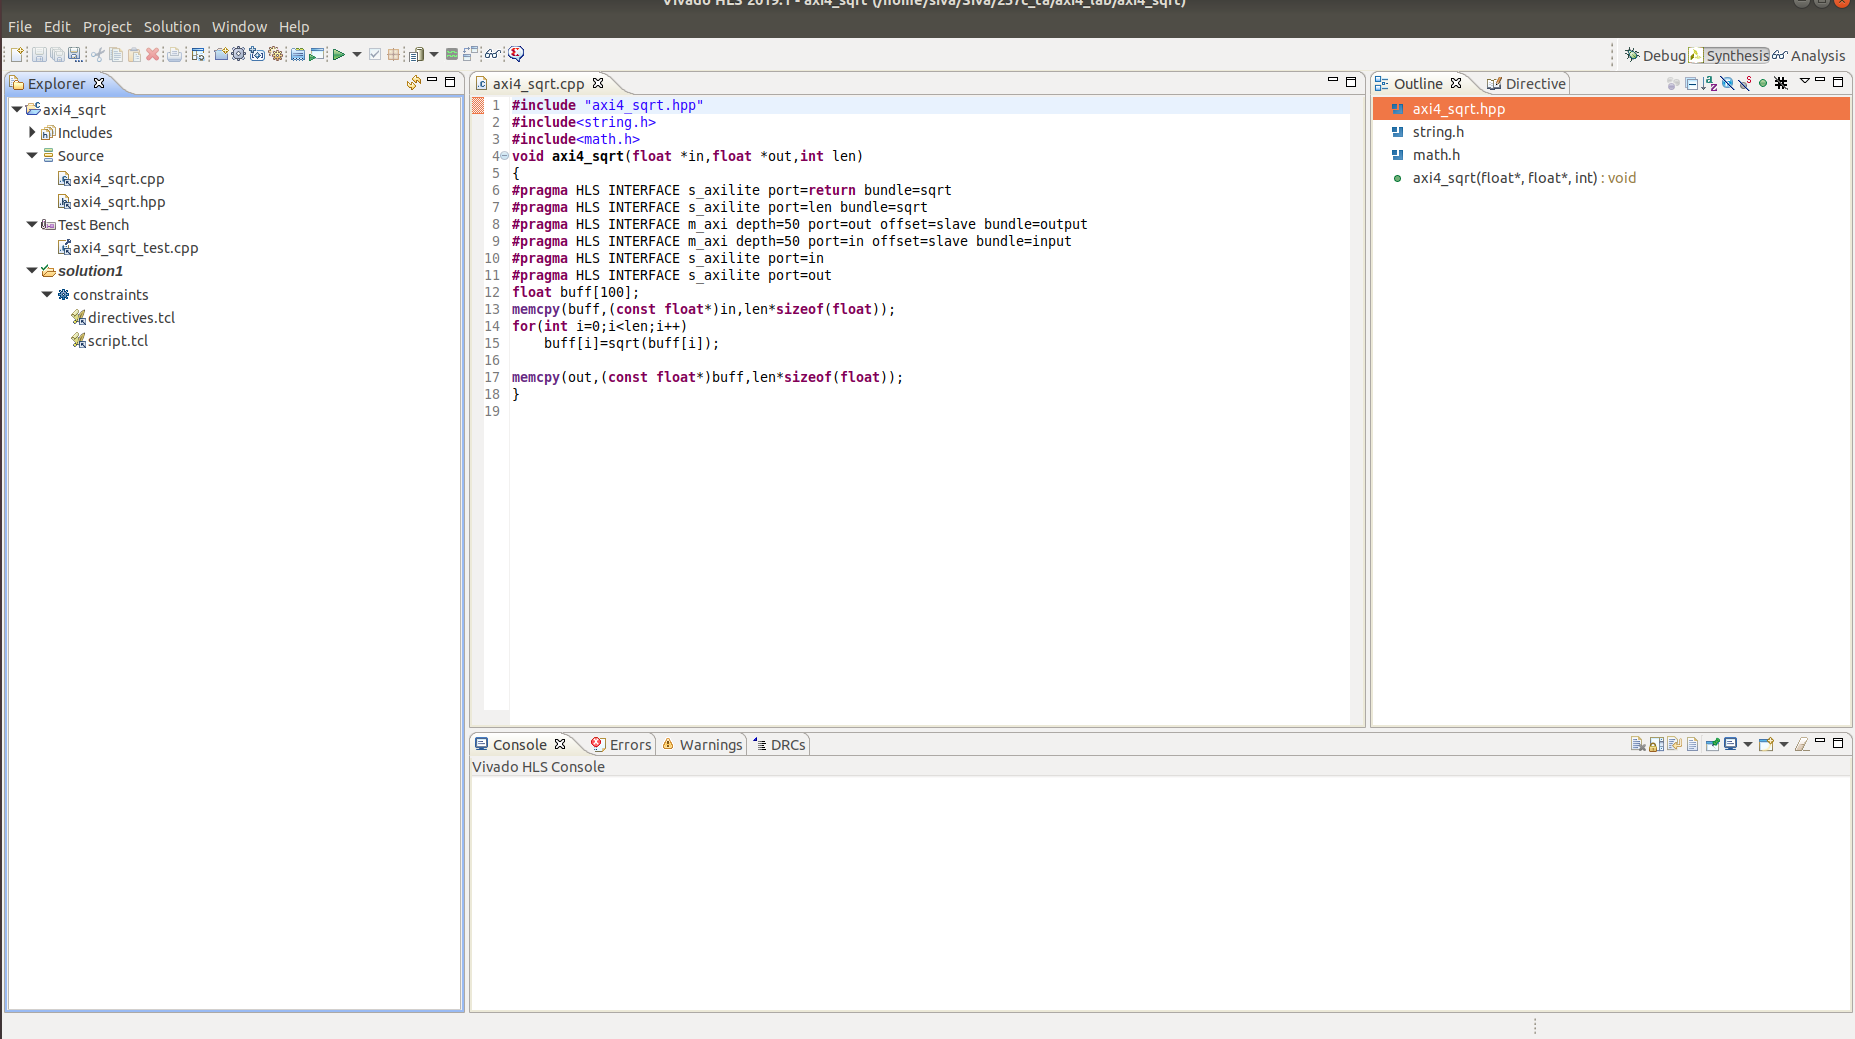 Vivado HLS 2019.1 - axi4_sqrt (/home/siva/Siva/237c_ta/axi4_lab/axi4_sqrt)
File Edit Project Solution Window Help
Debug Synthesis Analysis
Explorer
axi4_sqrt
Includes
Source
axi4_sqrt.cpp
axi4_sqrt.hpp
Test Bench
axi4_sqrt_test.cpp
solution1
constraints
directives.tcl
script.tcl
axi4_sqrt.cpp
1 #include "axi4_sqrt.hpp"
2 #include<string.h>
3 #include<math.h>
4 void axi4_sqrt(float *in,float *out,int len)
5 {
6 #pragma HLS INTERFACE s_axilite port=return bundle=sqrt
7 #pragma HLS INTERFACE s_axilite port=len bundle=sqrt
8 #pragma HLS INTERFACE m_axi depth=50 port=out offset=slave bundle=output
9 #pragma HLS INTERFACE m_axi depth=50 port=in offset=slave bundle=input
10 #pragma HLS INTERFACE s_axilite port=in
11 #pragma HLS INTERFACE s_axilite port=out
12 float buff[100];
13 memcpy(buff,(const float*)in,len*sizeof(float));
14 for(int i=0;i<len;i++)
15     buff[i]=sqrt(buff[i]);
16
17 memcpy(out,(const float*)buff,len*sizeof(float));
18 }
19
Outline Directive
axi4_sqrt.hpp
string.h
math.h
axi4_sqrt(float*, float*, int) : void
Console Errors Warnings DRCs
Vivado HLS Console